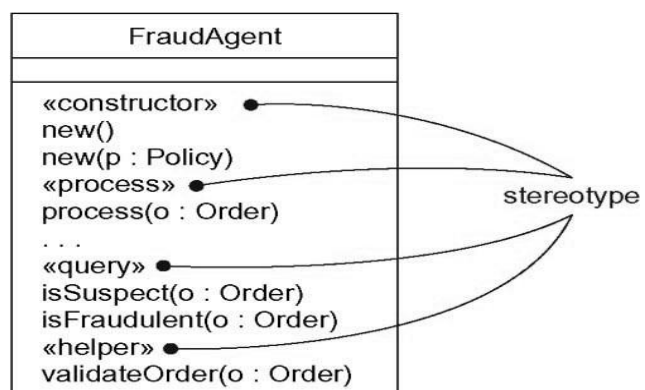 FraudAgent
«constructor»
new()
new(p : Policy)
«process»
process(o : Order)
. . .
«query»
isSuspect(o : Order)
isFraudulent(o : Order)
«helper»
validateOrder(o : Order)
stereotype